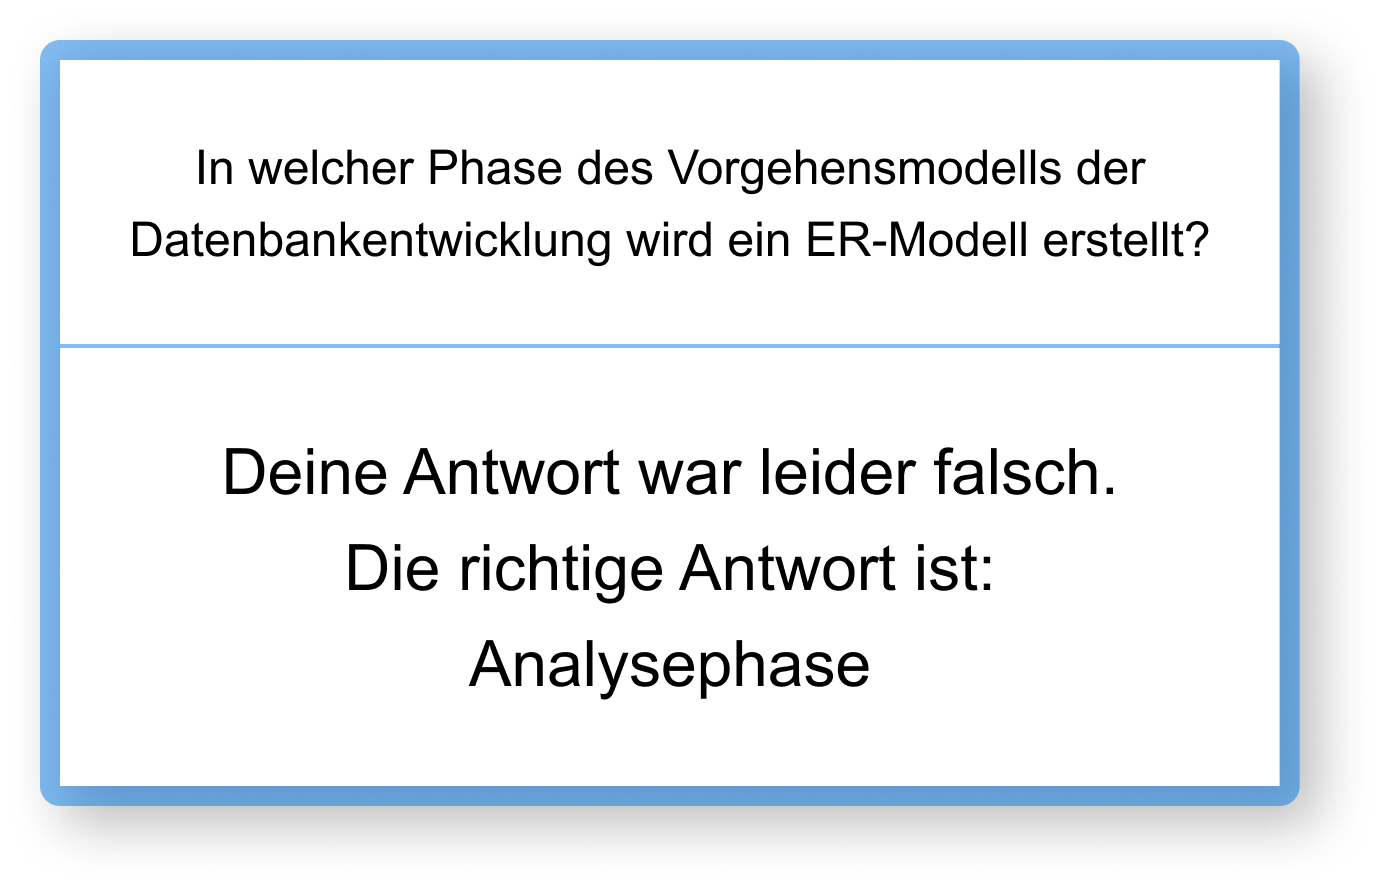 In welcher Phase des Vorgehensmodells der
Datenbankentwicklung wird ein ER-Modell erstellt?
Deine Antwort war leider falsch.
Die richtige Antwort ist:
Analysephase